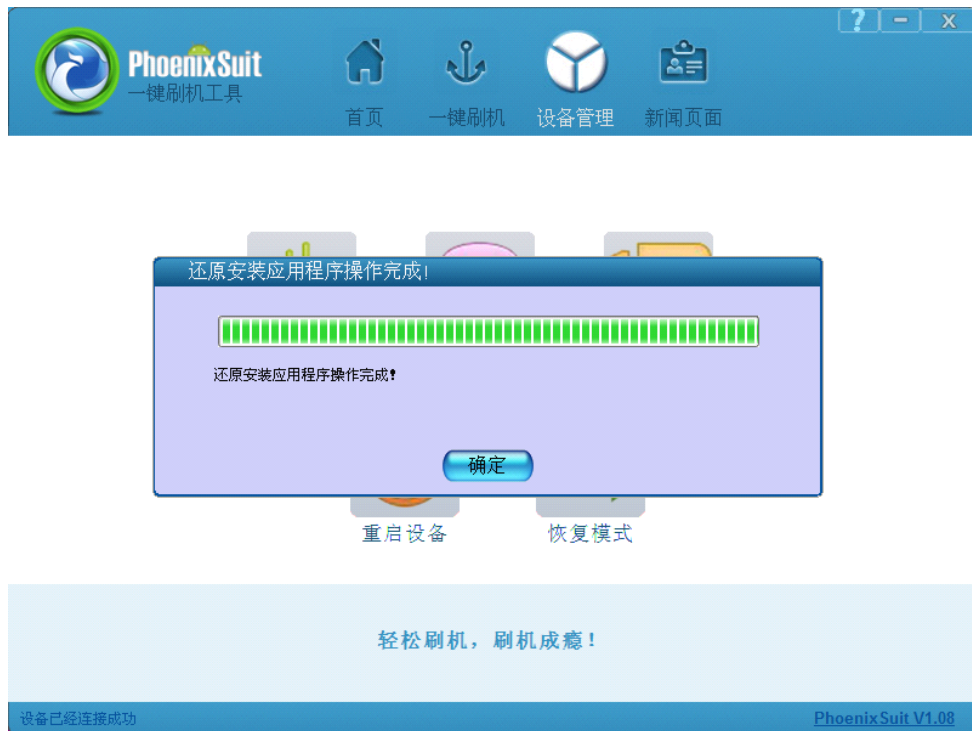 ? − X
PhoenixSuit
一键刷机工具
首页 一键刷机 设备管理 新闻页面
还原安装应用程序操作完成!
还原安装应用程序操作完成!
确定
重启设备 恢复模式
轻松刷机，刷机成瘾！
设备已经连接成功 PhoenixSuit V1.08